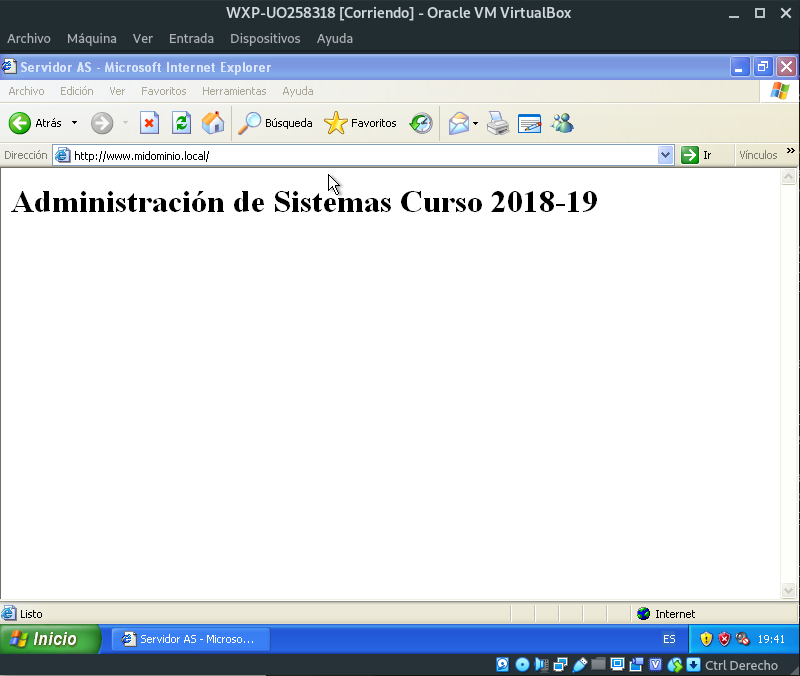 WXP-UO258318 [Corriendo] - Oracle VM VirtualBox
Archivo Máquina Ver Entrada Dispositivos Ayuda
Servidor AS - Microsoft Internet Explorer
Archivo Edición Ver Favoritos Herramientas Ayuda
Atrás Búsqueda Favoritos
Dirección http://www.midominio.local/ Ir Vínculos »
Administración de Sistemas Curso 2018-19
Listo Internet
Inicio Servidor AS - Microso... ES 19:41
Ctrl Derecho